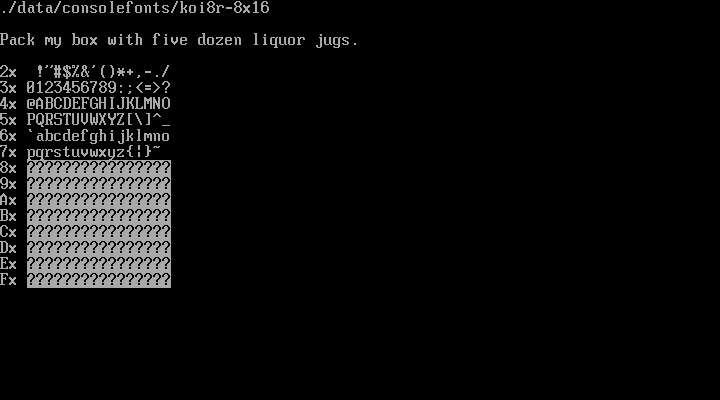 ./data/consolefonts/koi8r-8x16
Pack my box with five dozen liquor jugs.
2x  !"#$%&'()*+,-./
3x 0123456789:;<=>?
4x @ABCDEFGHIJKLMNO
5x PQRSTUVWXYZ[\]^_
6x `abcdefghijklmno
7x pqrstuvwxyz{¦}~
8x ????????????????
9x ????????????????
Ax ????????????????
Bx ????????????????
Cx ????????????????
Dx ????????????????
Ex ????????????????
Fx ????????????????